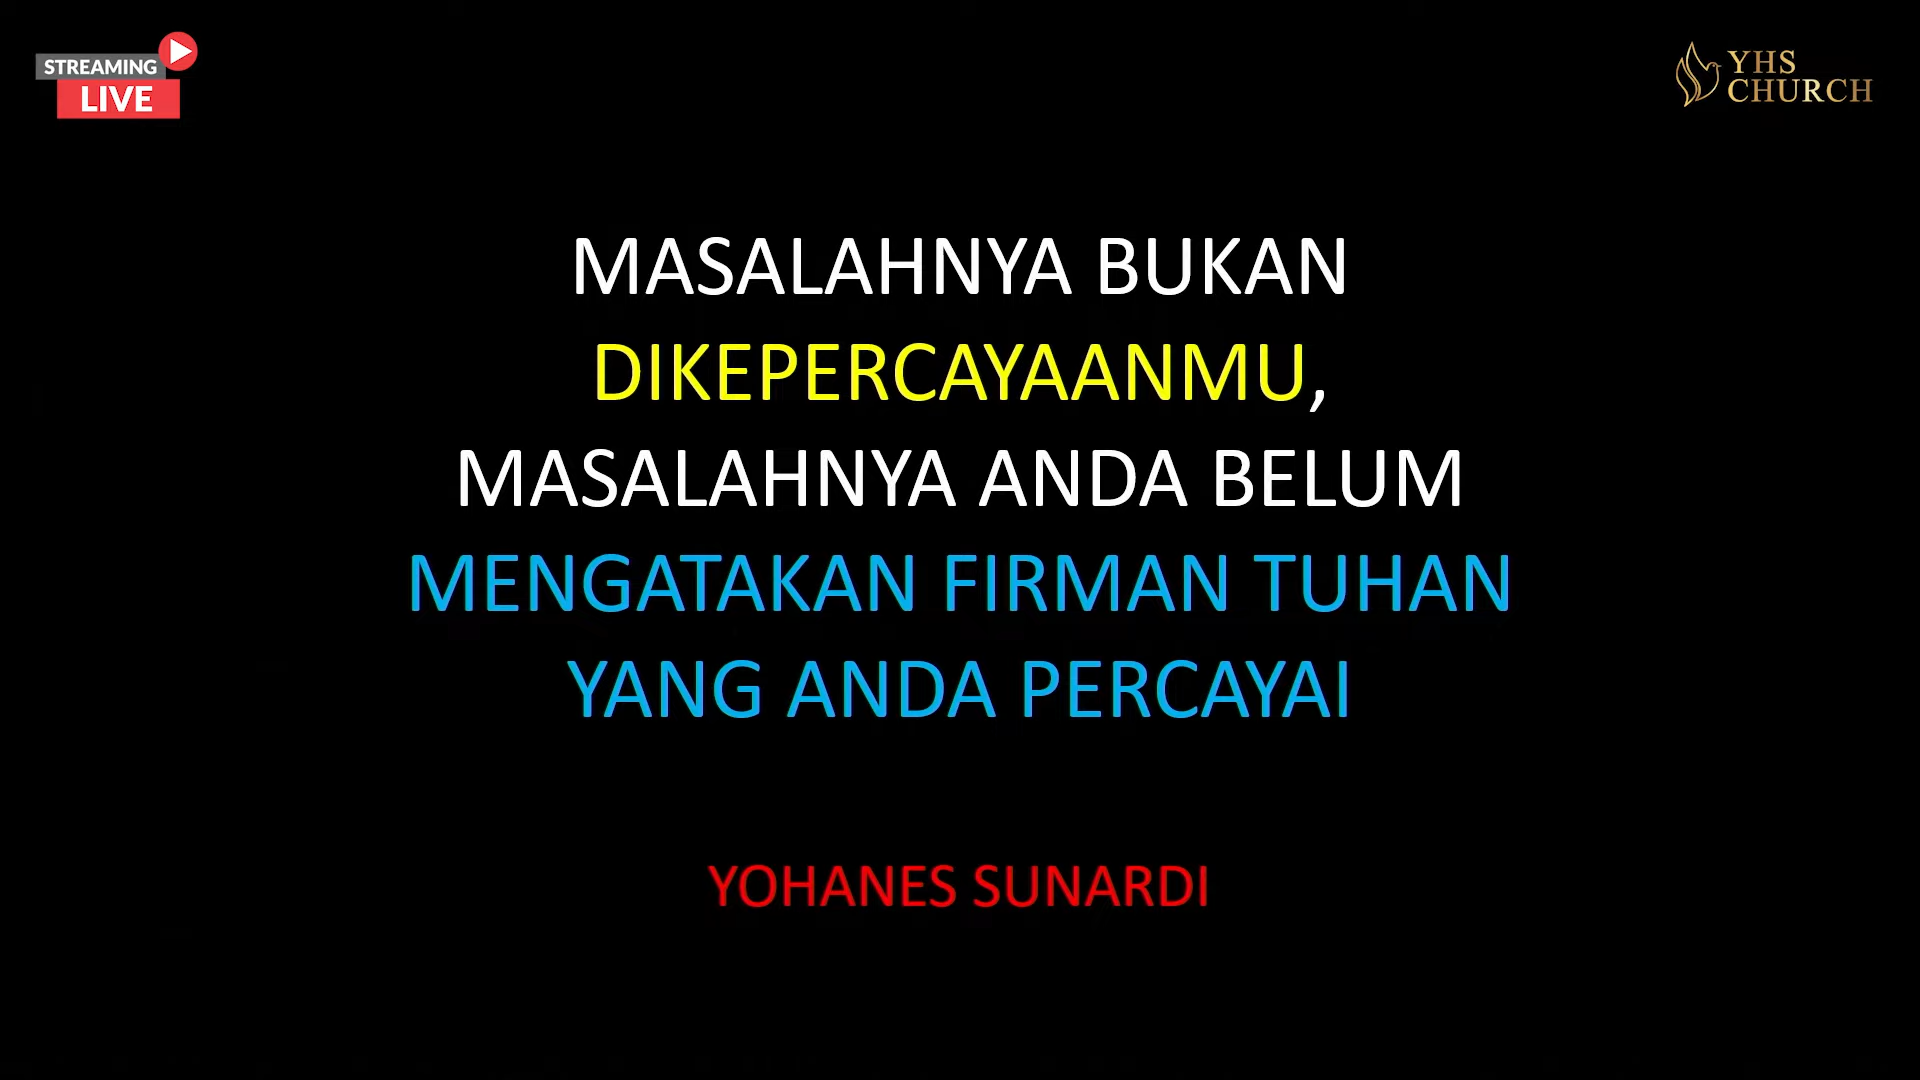 STREAMING
LIVE
YHS
CHURCH
MASALAHNYA BUKAN
DIKEPERCAYAANMU,
MASALAHNYA ANDA BELUM
MENGATAKAN FIRMAN TUHAN
YANG ANDA PERCAYAI
YOHANES SUNARDI